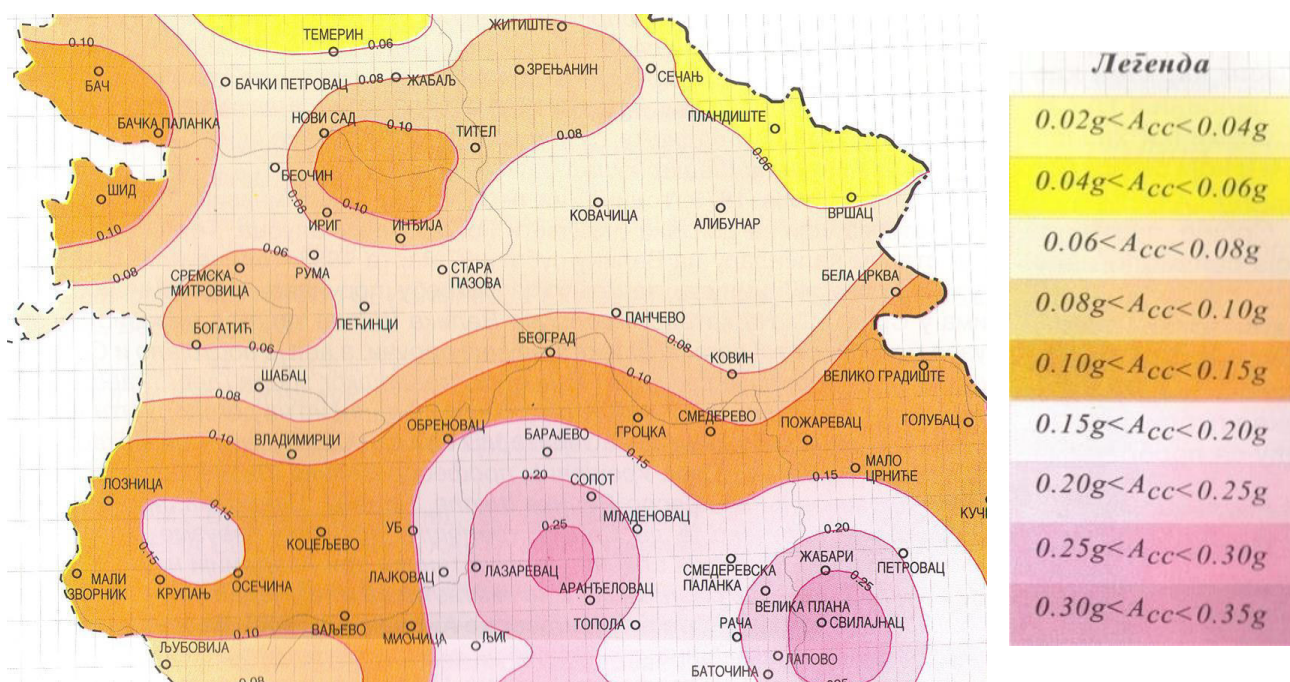 ТЕМЕРИН
0.06
ЖИТИШТЕ
0.10
БАЧ
БАЧКИ ПЕТРОВАЦ
0.08
ЖАБАЉ
ЗРЕЊАНИН
СЕЧАЊ
БАЧКА ПАЛАНКА
НОВИ САД
0.10
ТИТЕЛ
0.08
ПЛАНДИШТЕ
0.06
БЕОЧИН
ШИД
0.08
0.10
ИРИГ
ИНЂИЈА
КОВАЧИЦА
АЛИБУНАР
ВРШАЦ
0.10
0.08
0.06
СРЕМСКА
МИТРОВИЦА
РУМА
СТАРА
ПАЗОВА
БЕЛА ЦРКВА
ПЕЋИНЦИ
ПАНЧЕВО
БОГАТИЋ
0.06
БЕОГРАД
0.08
КОВИН
ШАБАЦ
0.10
ВЕЛИКО ГРАДИШТЕ
0.08
0.10
ВЛАДИМИРЦИ
ОБРЕНОВАЦ
БАРАЈЕВО
ГРОЦКА
СМЕДЕРЕВО
ПОЖАРЕВАЦ
ГОЛУБАЦ
0.15
0.15
МАЛО
ЦРНИЋЕ
0.20
СОПОТ
ЛОЗНИЦА
0.15
МЛАДЕНОВАЦ
КУЧ
УБ
0.25
0.20
КОЦЕЉЕВО
0.15
ЖАБАРИ
ПЕТРОВАЦ
МАЛИ
ЗВОРНИК
КРУПАЊ
ОСЕЧИНА
ЛАЈКОВАЦ
ЛАЗАРЕВАЦ
АРАНЂЕЛОВАЦ
СМЕДЕРЕВСКА
ПАЛАНКА
0.25
ВЕЛИКА ПЛАНА
0.10
ВАЉЕВО
МИОНИЦА
ЉИГ
ТОПОЛА
РАЧА
СВИЛАЈНАЦ
ЉУБОВИЈА
0.08
БАТОЧИНА
ЛАПОВО
0.25
Легенда
0.02g<Acc<0.04g
0.04g<Acc<0.06g
0.06<Acc<0.08g
0.08g<Acc<0.10g
0.10g<Acc<0.15g
0.15g<Acc<0.20g
0.20g<Acc<0.25g
0.25g<Acc<0.30g
0.30g<Acc<0.35g